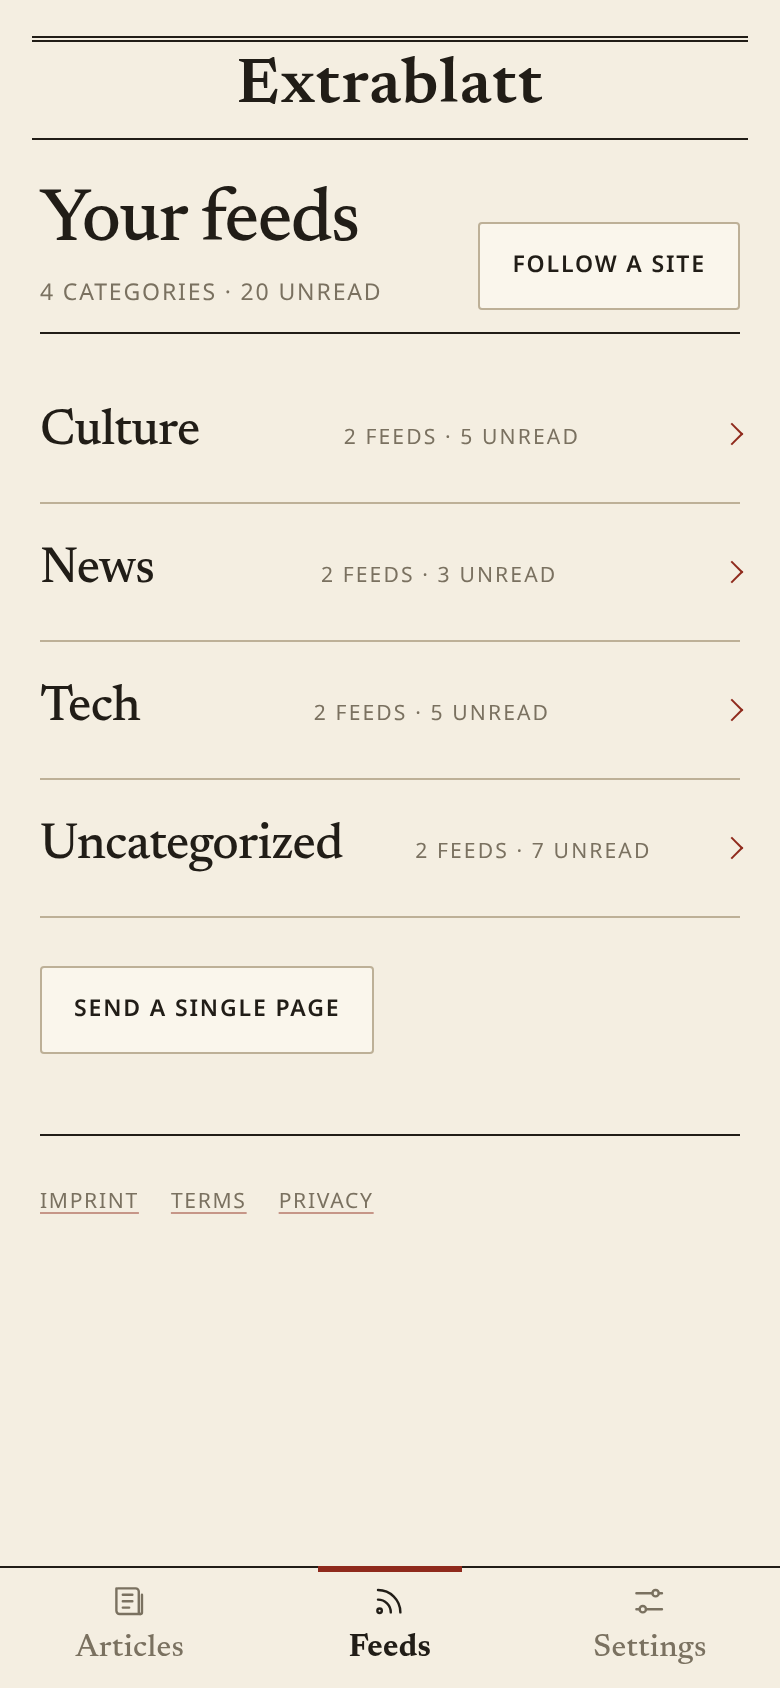 Extrablatt
Your feeds
4 CATEGORIES · 20 UNREAD
FOLLOW A SITE
Culture 2 FEEDS · 5 UNREAD
News 2 FEEDS · 3 UNREAD
Tech 2 FEEDS · 5 UNREAD
Uncategorized 2 FEEDS · 7 UNREAD
SEND A SINGLE PAGE
IMPRINT TERMS PRIVACY
Articles Feeds Settings